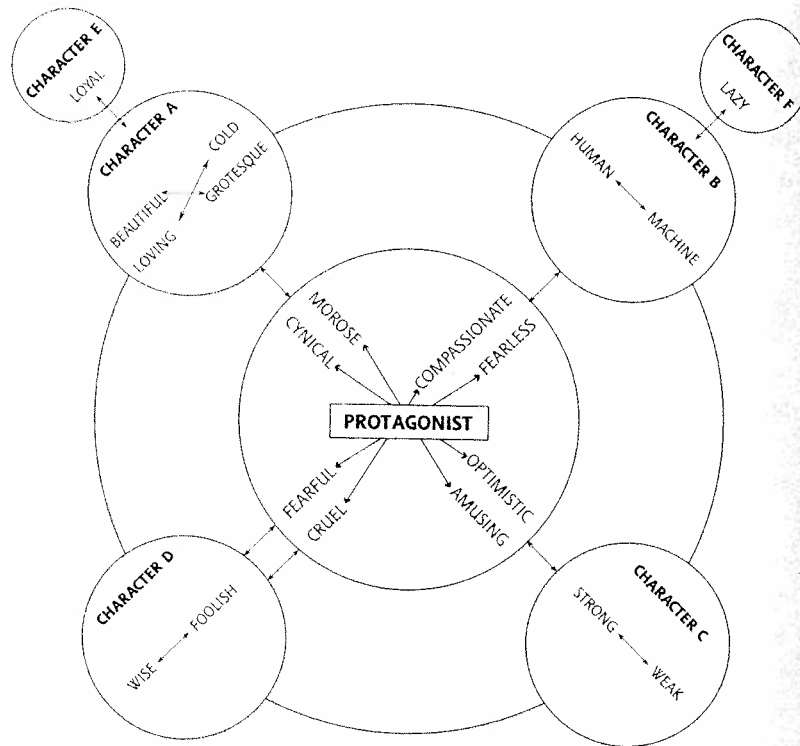 CHARACTER E
LOYAL
CHARACTER F
LAZY
CHARACTER A
COLD
GROTESQUE
BEAUTIFUL
LOVING
CHARACTER B
HUMAN
MACHINE
MOROSE
CYNICAL
COMPASSIONATE
FEARLESS
PROTAGONIST
FEARFUL
CRUEL
OPTIMISTIC
AMUSING
CHARACTER D
FOOLISH
WISE
CHARACTER C
STRONG
WEAK